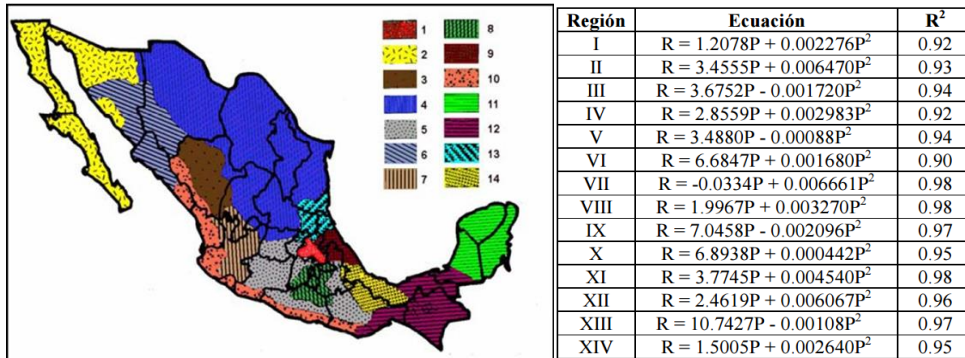 1 8
2 9
3 10
4 11
5 12
6 13
7 14
Región Ecuación R²
I R = 1.2078P + 0.002276P² 0.92
II R = 3.4555P + 0.006470P² 0.93
III R = 3.6752P - 0.001720P² 0.94
IV R = 2.8559P + 0.002983P² 0.92
V R = 3.4880P - 0.00088P² 0.94
VI R = 6.6847P + 0.001680P² 0.90
VII R = -0.0334P + 0.006661P² 0.98
VIII R = 1.9967P + 0.003270P² 0.98
IX R = 7.0458P - 0.002096P² 0.97
X R = 6.8938P + 0.000442P² 0.95
XI R = 3.7745P + 0.004540P² 0.98
XII R = 2.4619P + 0.006067P² 0.96
XIII R = 10.7427P - 0.00108P² 0.97
XIV R = 1.5005P + 0.002640P² 0.95